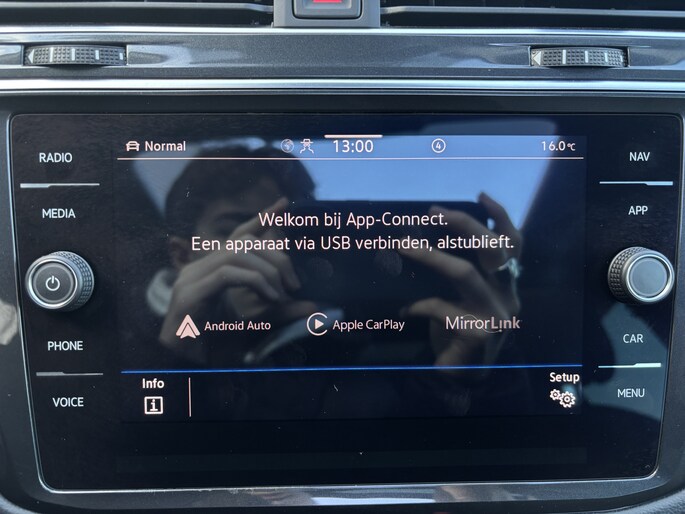 RADIO
MEDIA
PHONE
VOICE
Normal
13:00
4
16.0°C
Welkom bij App-Connect.
Een apparaat via USB verbinden, alstublieft.
Android Auto
Apple CarPlay
MirrorLink
Info
Setup
NAV
APP
CAR
MENU